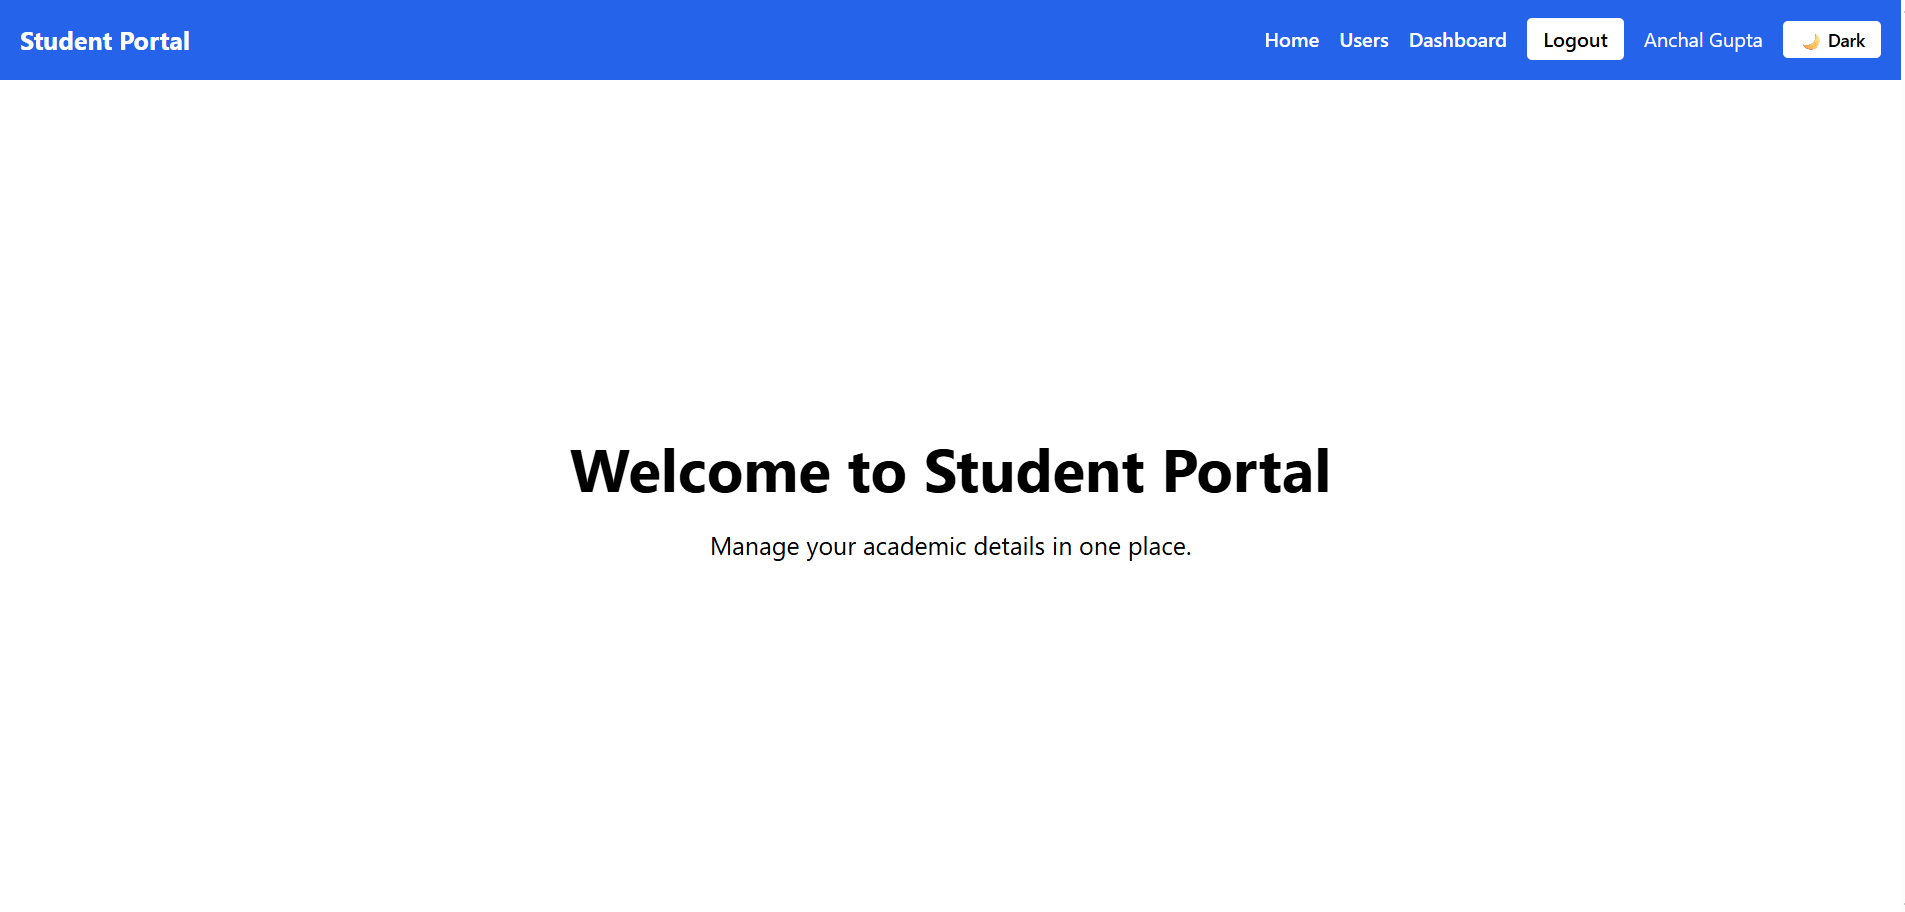 Student Portal
Home Users Dashboard Logout Anchal Gupta 🌙 Dark
Welcome to Student Portal
Manage your academic details in one place.